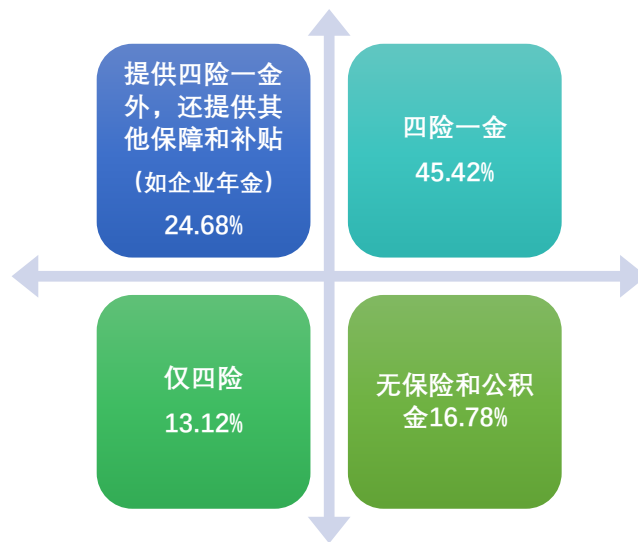 提供四险一金
外，还提供其
他保障和补贴
(如企业年金)
24.68%
四险一金
45.42%
仅四险
13.12%
无保险和公积
金16.78%